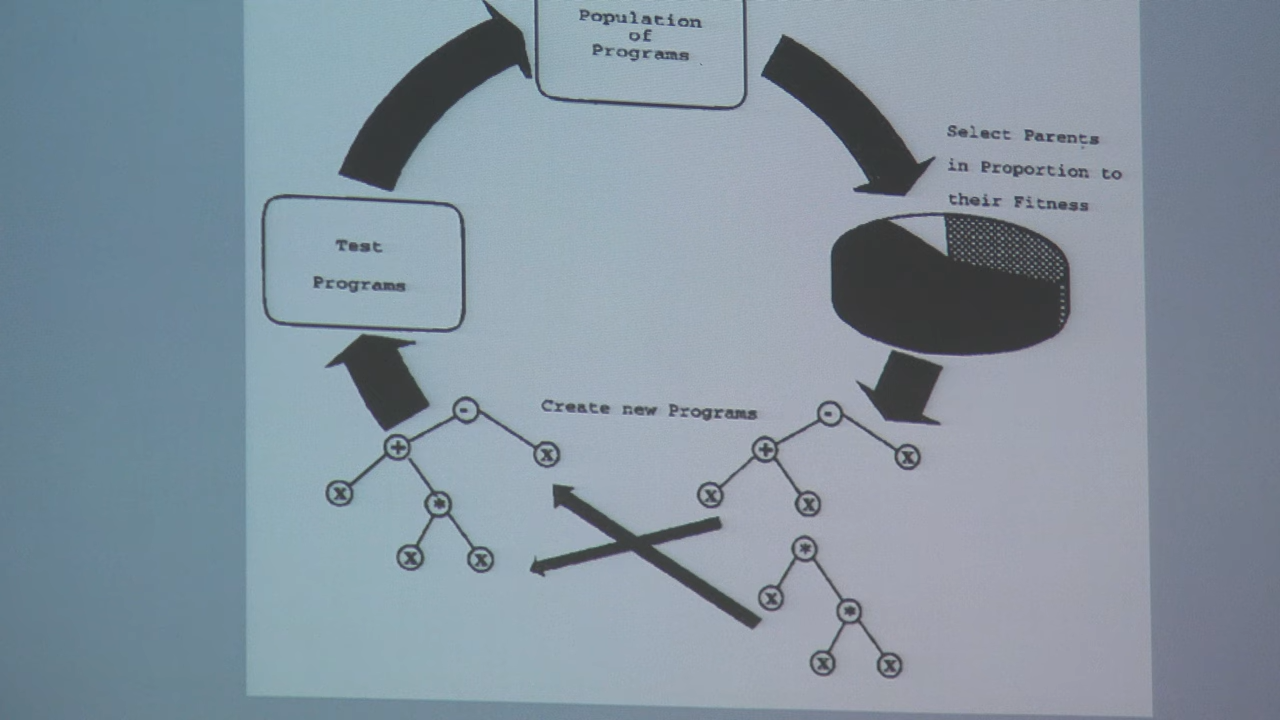 Population
of
Programs
Select Parents
in Proportion to
their Fitness
Test
Programs
Create new Programs
-
+
x
x
*
x
x
-
+
x
x
x
*
x
*
x
x